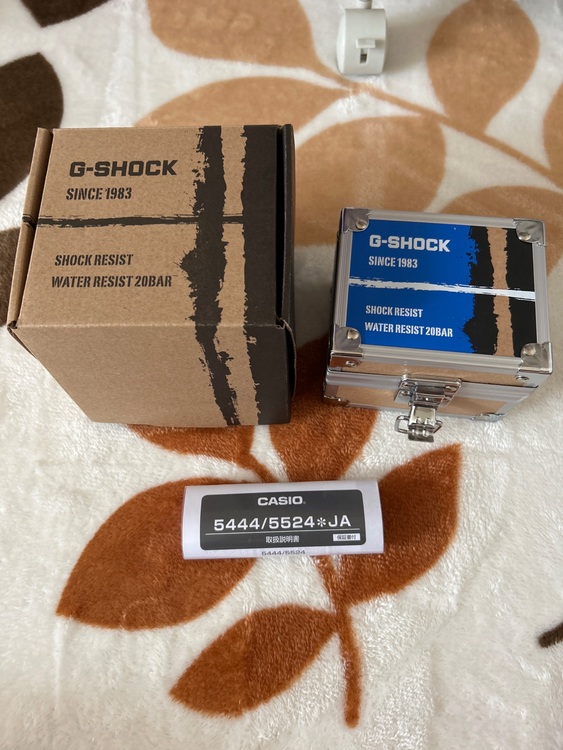 G-SHOCK
SINCE 1983
SHOCK RESIST
WATER RESIST 20BAR
G-SHOCK
SINCE 1983
SHOCK RESIST
WATER RESIST 20BAR
CASIO
5444/5524*JA
取扱説明書
保証書付
5444/5524